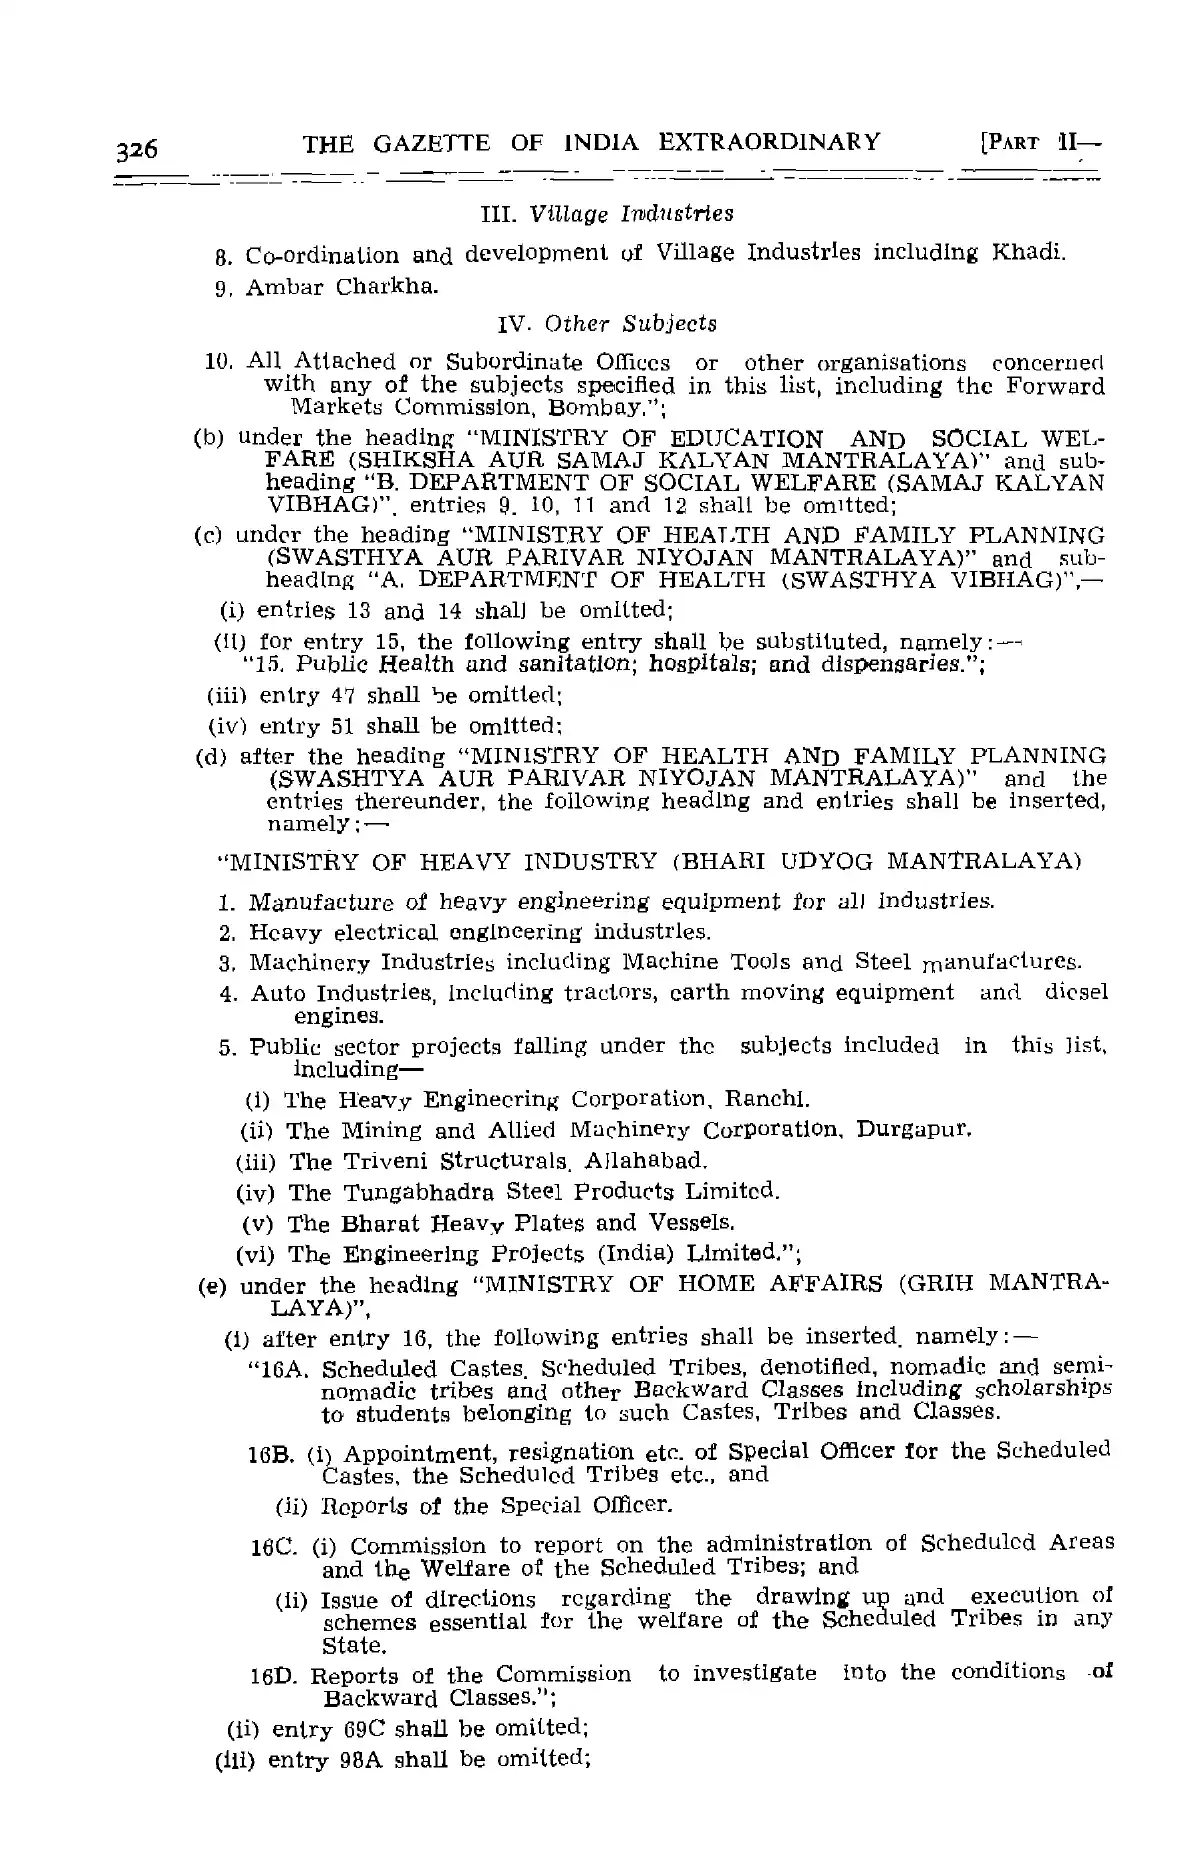 326 THE GAZETTE OF INDIA EXTRAORDINARY [PART II—
III. Village Industries
8. Co-ordination and development of Village Industries including Khadi.
9. Ambar Charkha.
IV. Other Subjects
10. All Attached or Subordinate Offices or other organisations concerned
with any of the subjects specified in this list, including the Forward
Markets Commission, Bombay.";
(b) under the heading "MINISTRY OF EDUCATION AND SOCIAL WEL-
FARE (SHIKSHA AUR SAMAJ KALYAN MANTRALAYA)" and sub-
heading "B. DEPARTMENT OF SOCIAL WELFARE (SAMAJ KALYAN
VIBHAG)", entries 9, 10, 11 and 12 shall be omitted;
(c) under the heading "MINISTRY OF HEALTH AND FAMILY PLANNING
(SWASTHYA AUR PARIVAR NIYOJAN MANTRALAYA)" and sub-
heading "A. DEPARTMENT OF HEALTH (SWASTHYA VIBHAG)",—
(i) entries 13 and 14 shall be omitted;
(ii) for entry 15, the following entry shall be substituted, namely:—
"15. Public Health and sanitation; hospitals; and dispensaries.";
(iii) entry 47 shall be omitted;
(iv) entry 51 shall be omitted;
(d) after the heading "MINISTRY OF HEALTH AND FAMILY PLANNING
(SWASHTYA AUR PARIVAR NIYOJAN MANTRALAYA)" and the
entries thereunder, the following heading and entries shall be inserted,
namely:—
"MINISTRY OF HEAVY INDUSTRY (BHARI UDYOG MANTRALAYA)
1. Manufacture of heavy engineering equipment for all industries.
2. Heavy electrical engineering industries.
3. Machinery Industries including Machine Tools and Steel manufactures.
4. Auto Industries, including tractors, earth moving equipment and diesel
engines.
5. Public sector projects falling under the subjects included in this list,
including—
(i) The Heavy Engineering Corporation, Ranchi.
(ii) The Mining and Allied Machinery Corporation, Durgapur.
(iii) The Triveni Structurals, Allahabad.
(iv) The Tungabhadra Steel Products Limited.
(v) The Bharat Heavy Plates and Vessels.
(vi) The Engineering Projects (India) Limited.";
(e) under the heading "MINISTRY OF HOME AFFAIRS (GRIH MANTRA-
LAYA)",
(i) after entry 16, the following entries shall be inserted, namely:—
"16A. Scheduled Castes, Scheduled Tribes, denotified, nomadic and semi-
nomadic tribes and other Backward Classes including scholarships
to students belonging to such Castes, Tribes and Classes.
16B. (i) Appointment, resignation etc. of Special Officer for the Scheduled
Castes, the Scheduled Tribes etc., and
(ii) Reports of the Special Officer.
16C. (i) Commission to report on the administration of Scheduled Areas
and the Welfare of the Scheduled Tribes; and
(ii) Issue of directions regarding the drawing up and execution of
schemes essential for the welfare of the Scheduled Tribes in any
State.
16D. Reports of the Commission to investigate into the conditions of
Backward Classes.";
(ii) entry 69C shall be omitted;
(iii) entry 98A shall be omitted;